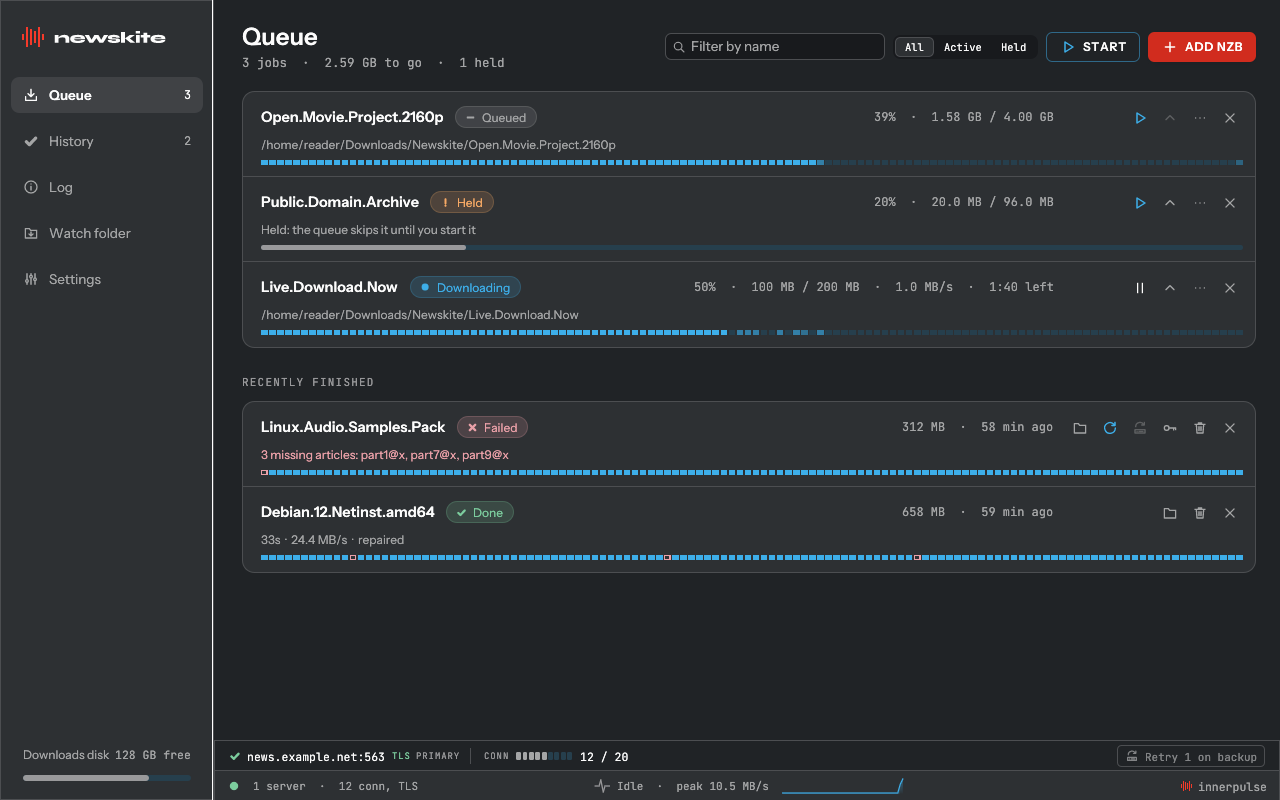 newskite
Queue 3
History 2
Log
Watch folder
Settings
Downloads disk 128 GB free
Queue
3 jobs · 2.59 GB to go · 1 held
Filter by name
All Active Held
START
ADD NZB
Open.Movie.Project.2160p Queued 39% · 1.58 GB / 4.00 GB
/home/reader/Downloads/Newskite/Open.Movie.Project.2160p
Public.Domain.Archive Held 20% · 20.0 MB / 96.0 MB
Held: the queue skips it until you start it
Live.Download.Now Downloading 50% · 100 MB / 200 MB · 1.0 MB/s · 1:40 left
/home/reader/Downloads/Newskite/Live.Download.Now
RECENTLY FINISHED
Linux.Audio.Samples.Pack Failed 312 MB · 58 min ago
3 missing articles: part1@x, part7@x, part9@x
Debian.12.Netinst.amd64 Done 658 MB · 59 min ago
33s · 24.4 MB/s · repaired
news.example.net:563 TLS PRIMARY CONN 12 / 20 Retry 1 on backup
1 server · 12 conn, TLS Idle · peak 10.5 MB/s innerpulse